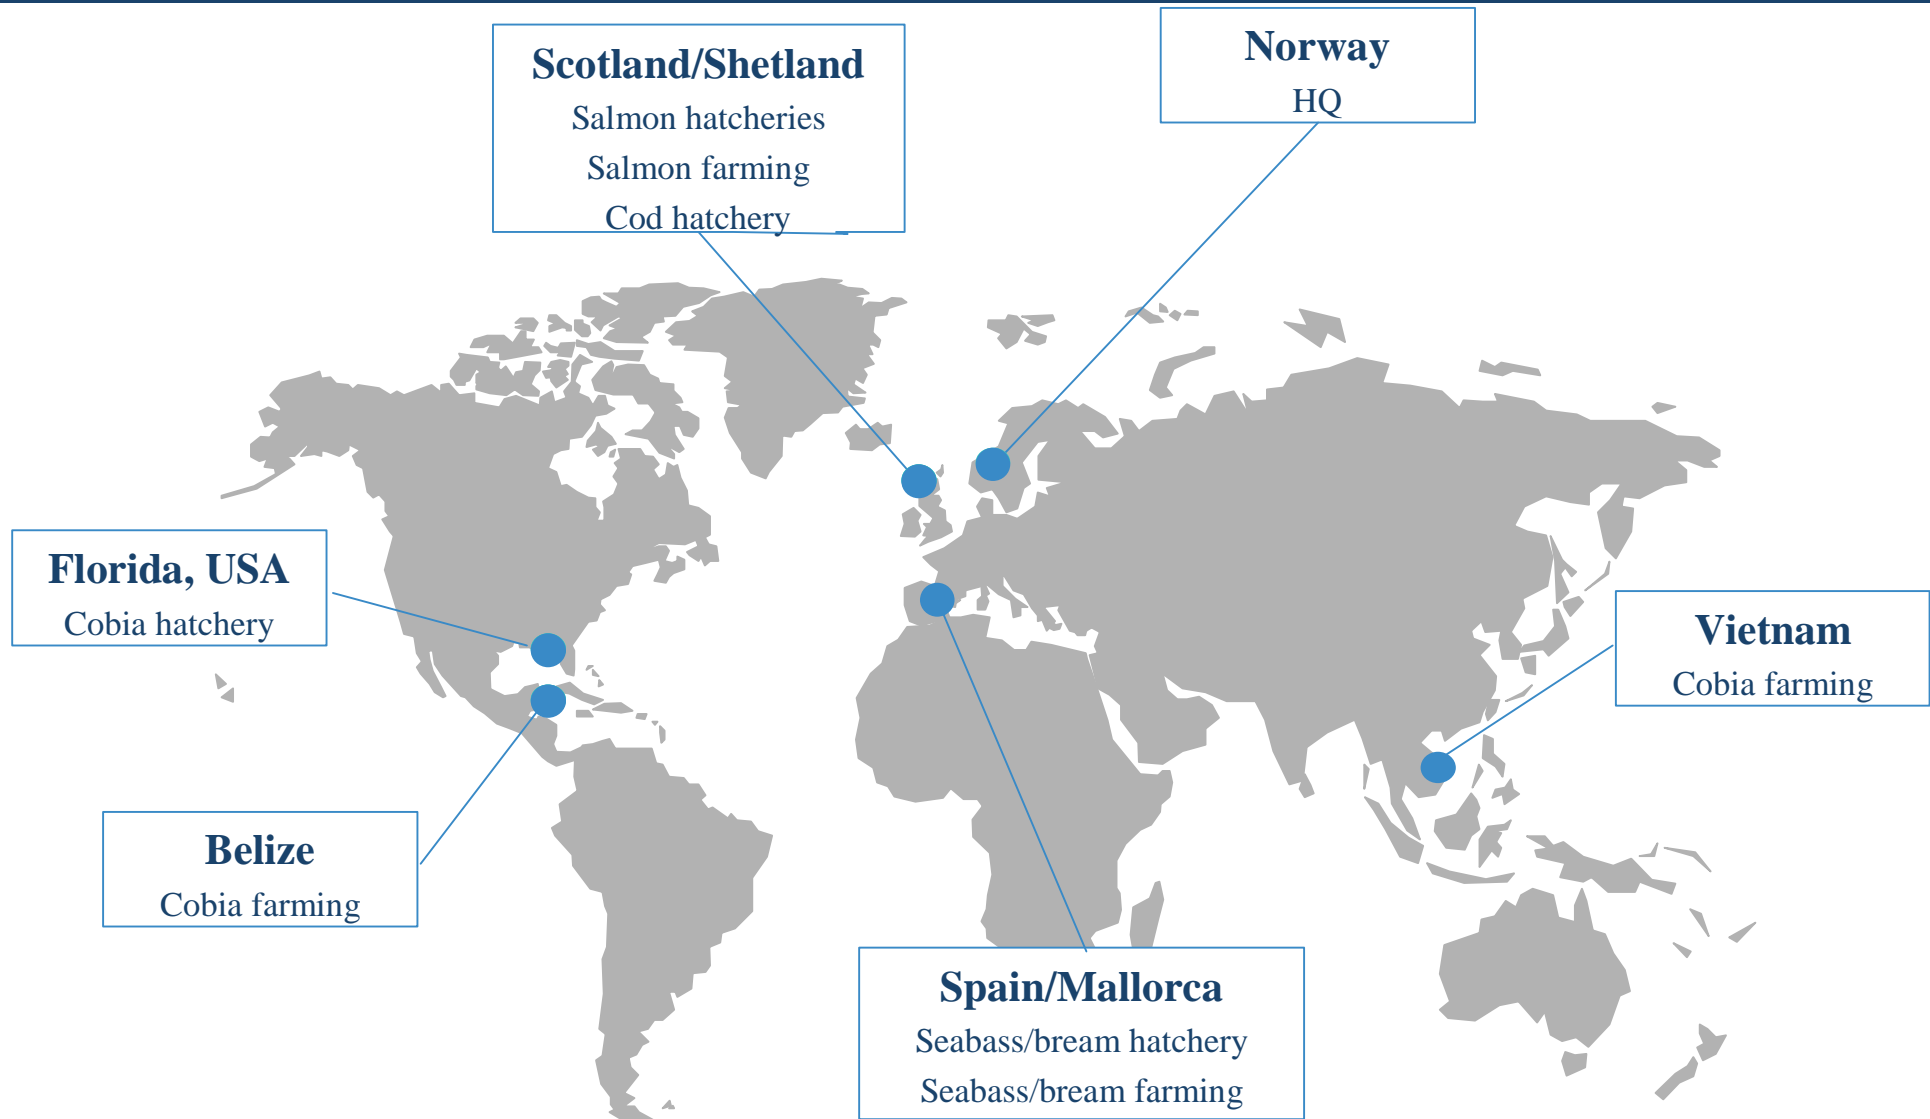 Scotland/Shetland
Salmon hatcheries
Salmon farming
Cod hatchery
Norway
HQ
Florida, USA
Cobia hatchery
Vietnam
Cobia farming
Belize
Cobia farming
Spain/Mallorca
Seabass/bream hatchery
Seabass/bream farming